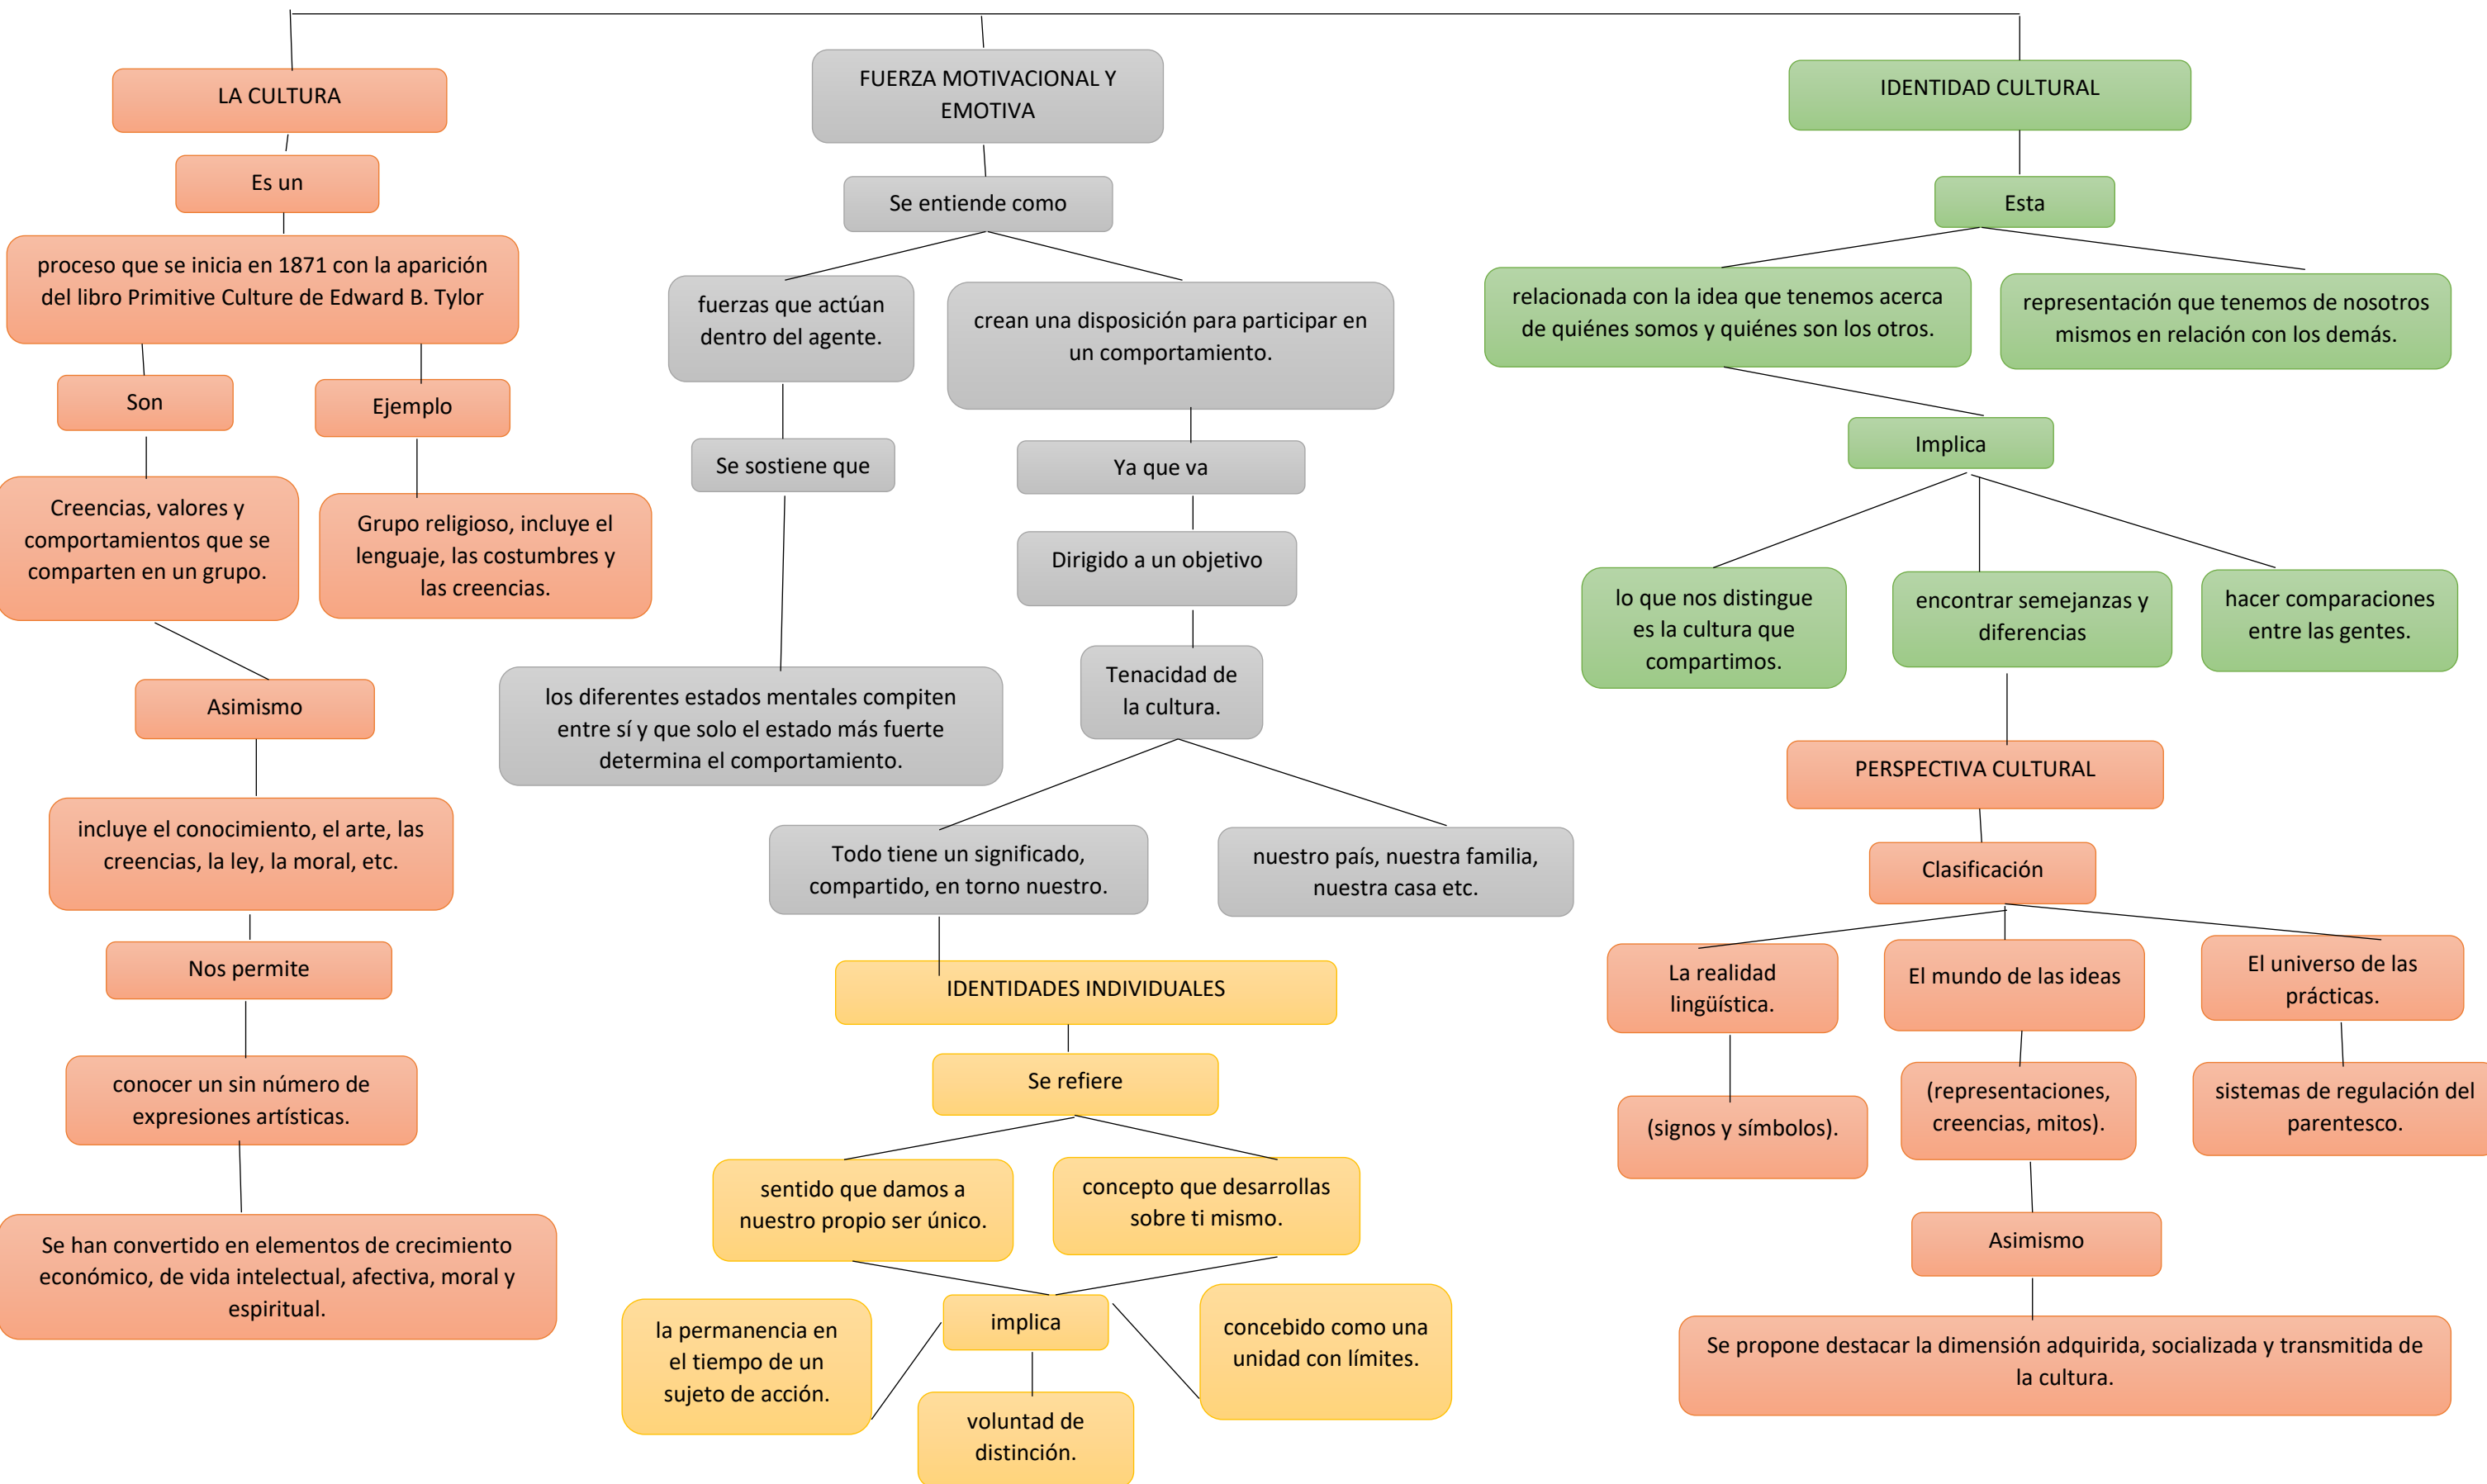 LA CULTURA
Es un
proceso que se inicia en 1871 con la aparición
del libro Primitive Culture de Edward B. Tylor
Son
Ejemplo
Creencias, valores y
comportamientos que se
comparten en un grupo.
Grupo religioso, incluye el
lenguaje, las costumbres y
las creencias.
Asimismo
incluye el conocimiento, el arte, las
creencias, la ley, la moral, etc.
Nos permite
conocer un sin número de
expresiones artísticas.
Se han convertido en elementos de crecimiento
económico, de vida intelectual, afectiva, moral y
espiritual.
FUERZA MOTIVACIONAL Y
EMOTIVA
Se entiende como
fuerzas que actúan
dentro del agente.
crean una disposición para participar en
un comportamiento.
Se sostiene que
Ya que va
Dirigido a un objetivo
los diferentes estados mentales compiten
entre sí y que solo el estado más fuerte
determina el comportamiento.
Tenacidad de
la cultura.
Todo tiene un significado,
compartido, en torno nuestro.
nuestro país, nuestra familia,
nuestra casa etc.
IDENTIDADES INDIVIDUALES
Se refiere
sentido que damos a
nuestro propio ser único.
concepto que desarrollas
sobre ti mismo.
implica
la permanencia en
el tiempo de un
sujeto de acción.
voluntad de
distinción.
concebido como una
unidad con límites.
IDENTIDAD CULTURAL
Esta
relacionada con la idea que tenemos acerca
de quiénes somos y quiénes son los otros.
representación que tenemos de nosotros
mismos en relación con los demás.
Implica
lo que nos distingue
es la cultura que
compartimos.
encontrar semejanzas y
diferencias
hacer comparaciones
entre las gentes.
PERSPECTIVA CULTURAL
Clasificación
La realidad
lingüística.
El mundo de las ideas
El universo de las
prácticas.
(signos y símbolos).
(representaciones,
creencias, mitos).
sistemas de regulación del
parentesco.
Asimismo
Se propone destacar la dimensión adquirida, socializada y transmitida de
la cultura.